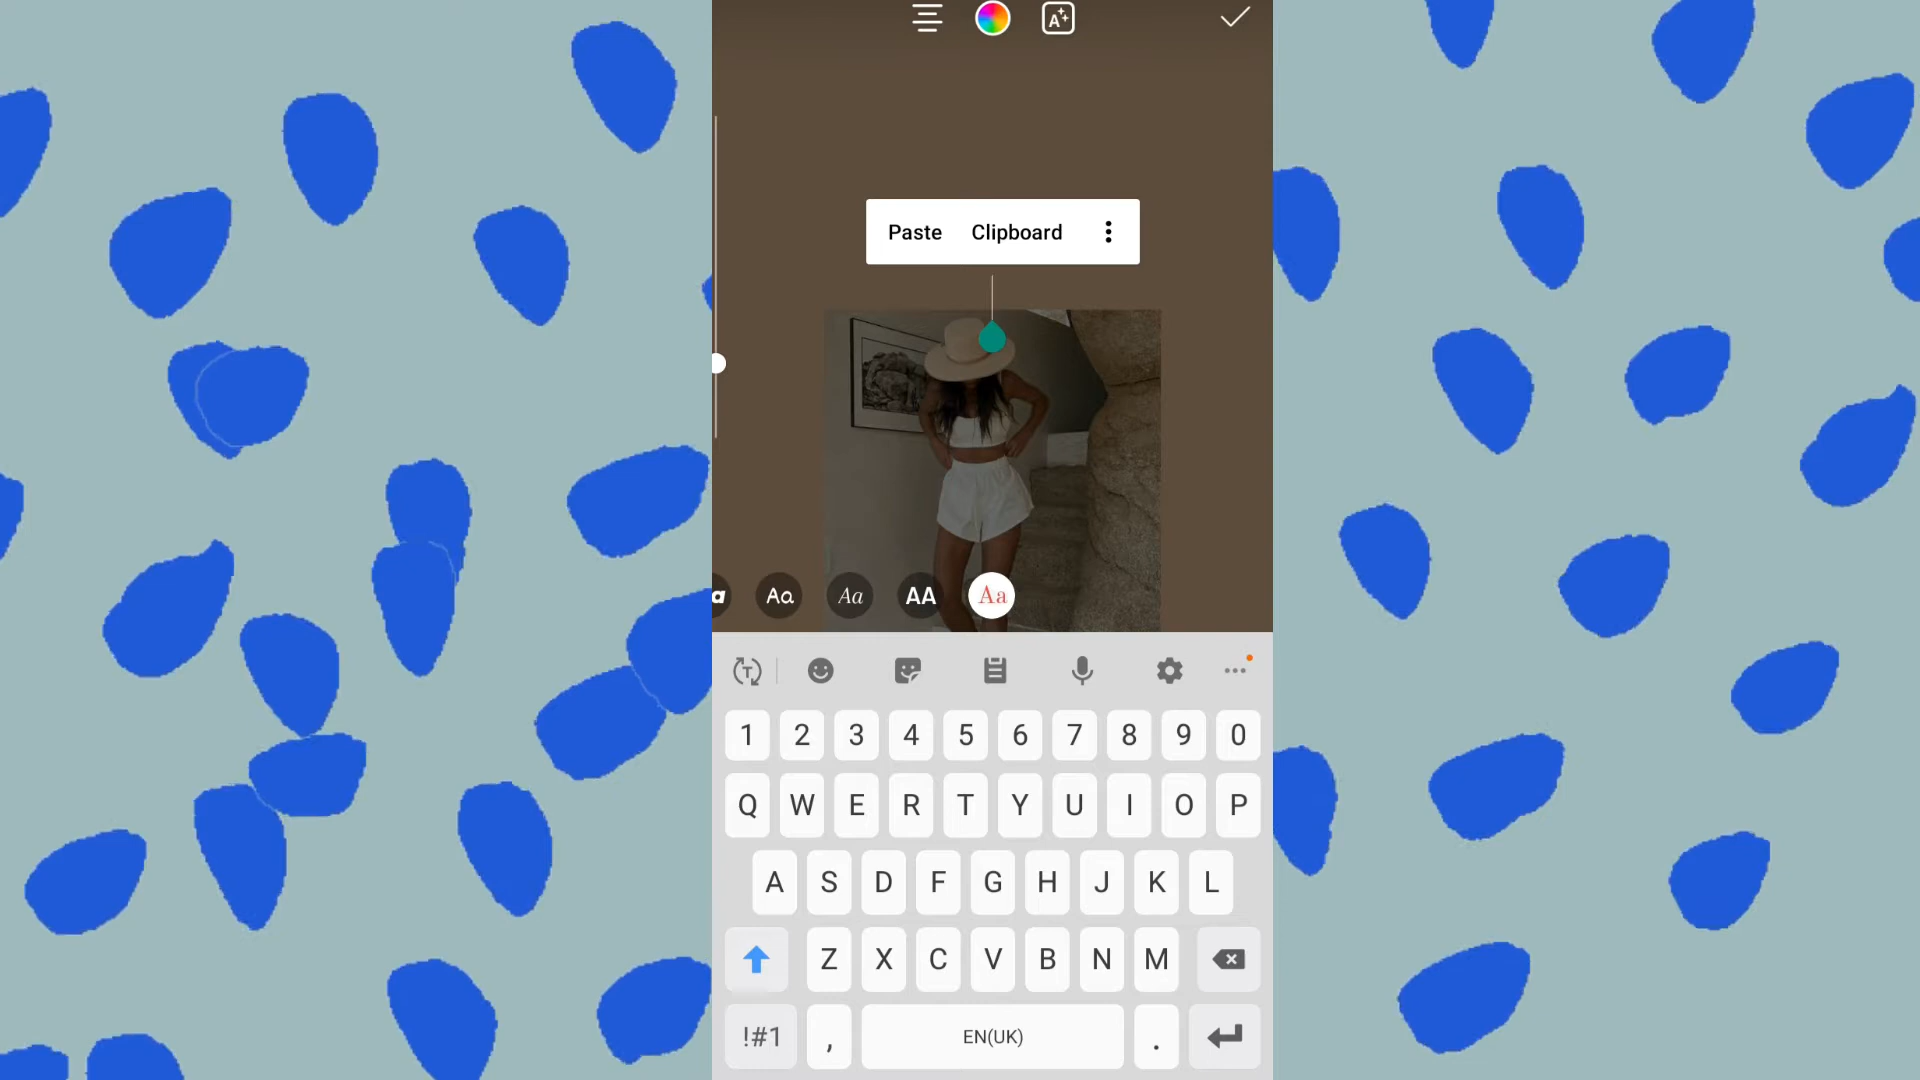 A
Paste Clipboard
a Aa Aa AA Aa
T
1 2 3 4 5 6 7 8 9 0
Q W E R T Y U I O P
A S D F G H J K L
Z X C V B N M
!#1 , EN(UK) .